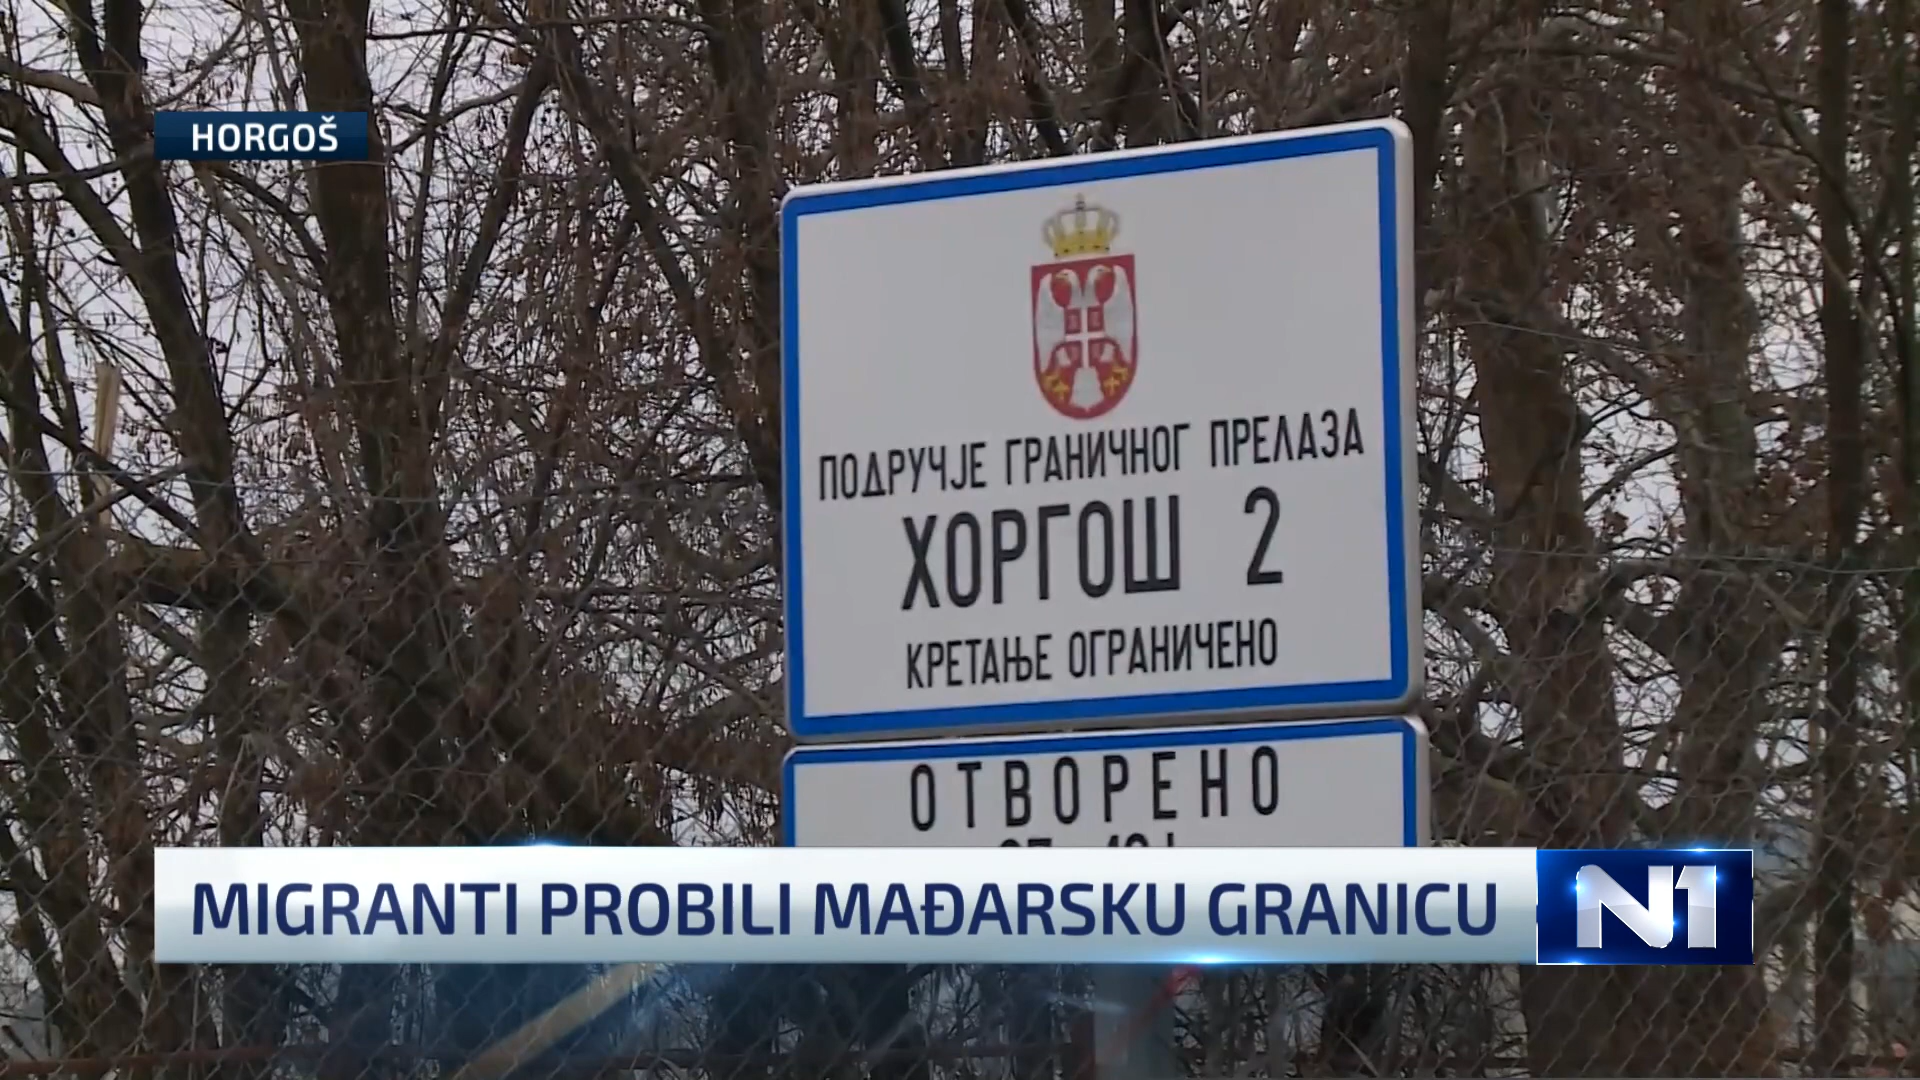 HORGOŠ
ПОДРУЧЈЕ ГРАНИЧНОГ ПРЕЛАЗА
ХОРГОШ 2
КРЕТАЊЕ ОГРАНИЧЕНО
ОТВОРЕНО
MIGRANTI PROBILI MAĐARSKU GRANICU
N1